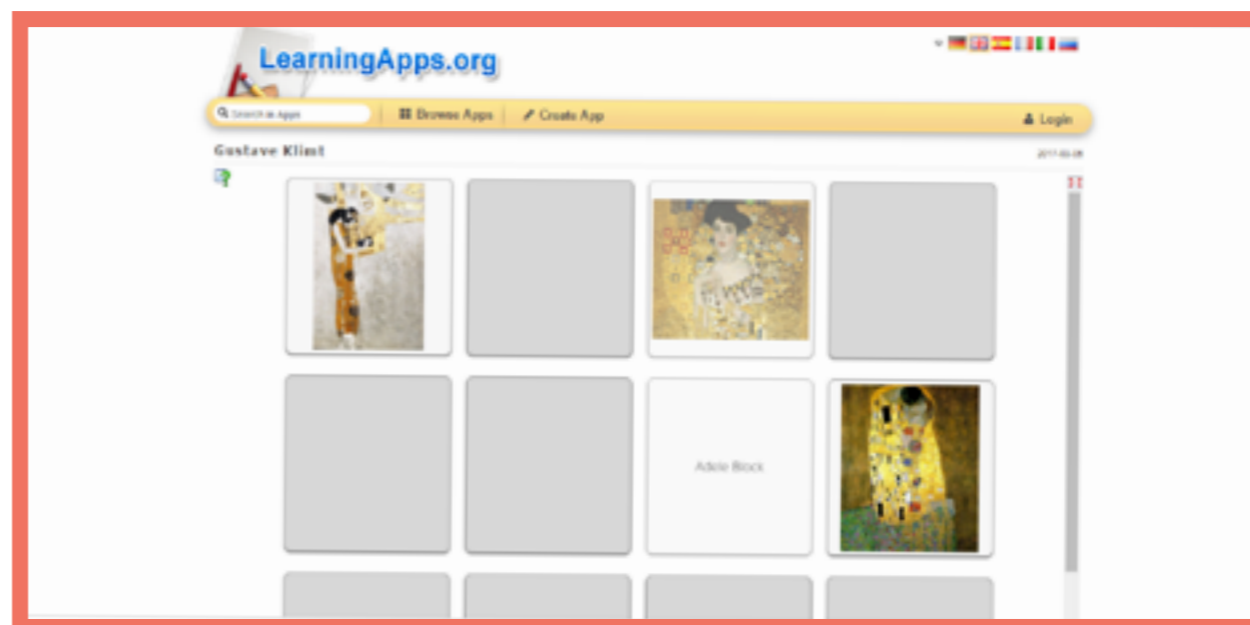 LearningApps.org
Search in Apps
Browse Apps
Create App
Login
Gustave Klimt
Adele Bloch